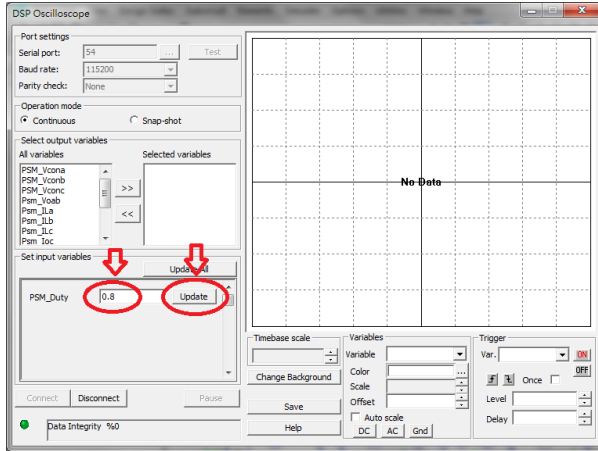 DSP Oscilloscope
Port settings
Serial port: 54 ... Test
Baud rate: 115200
Parity check: None
Operation mode
Continuous Snap-shot
Select output variables
All variables Selected variables
PSM_Vcona
PSM_Vconb
PSM_Vconc
Psm_Voab
Psm_ILa
Psm_ILb
Psm_ILc
Psm_Ioc
>>
<<
Set input variables
Update All
PSM_Duty 0.8 Update
Connect Disconnect Pause
Data Integrity %0
No Data
Timebase scale
Change Background
Save
Help
Variables
Variable
Color ...
Scale
Offset
Auto scale
DC AC Gnd
Trigger
Var. ON
OFF
Once
Level
Delay